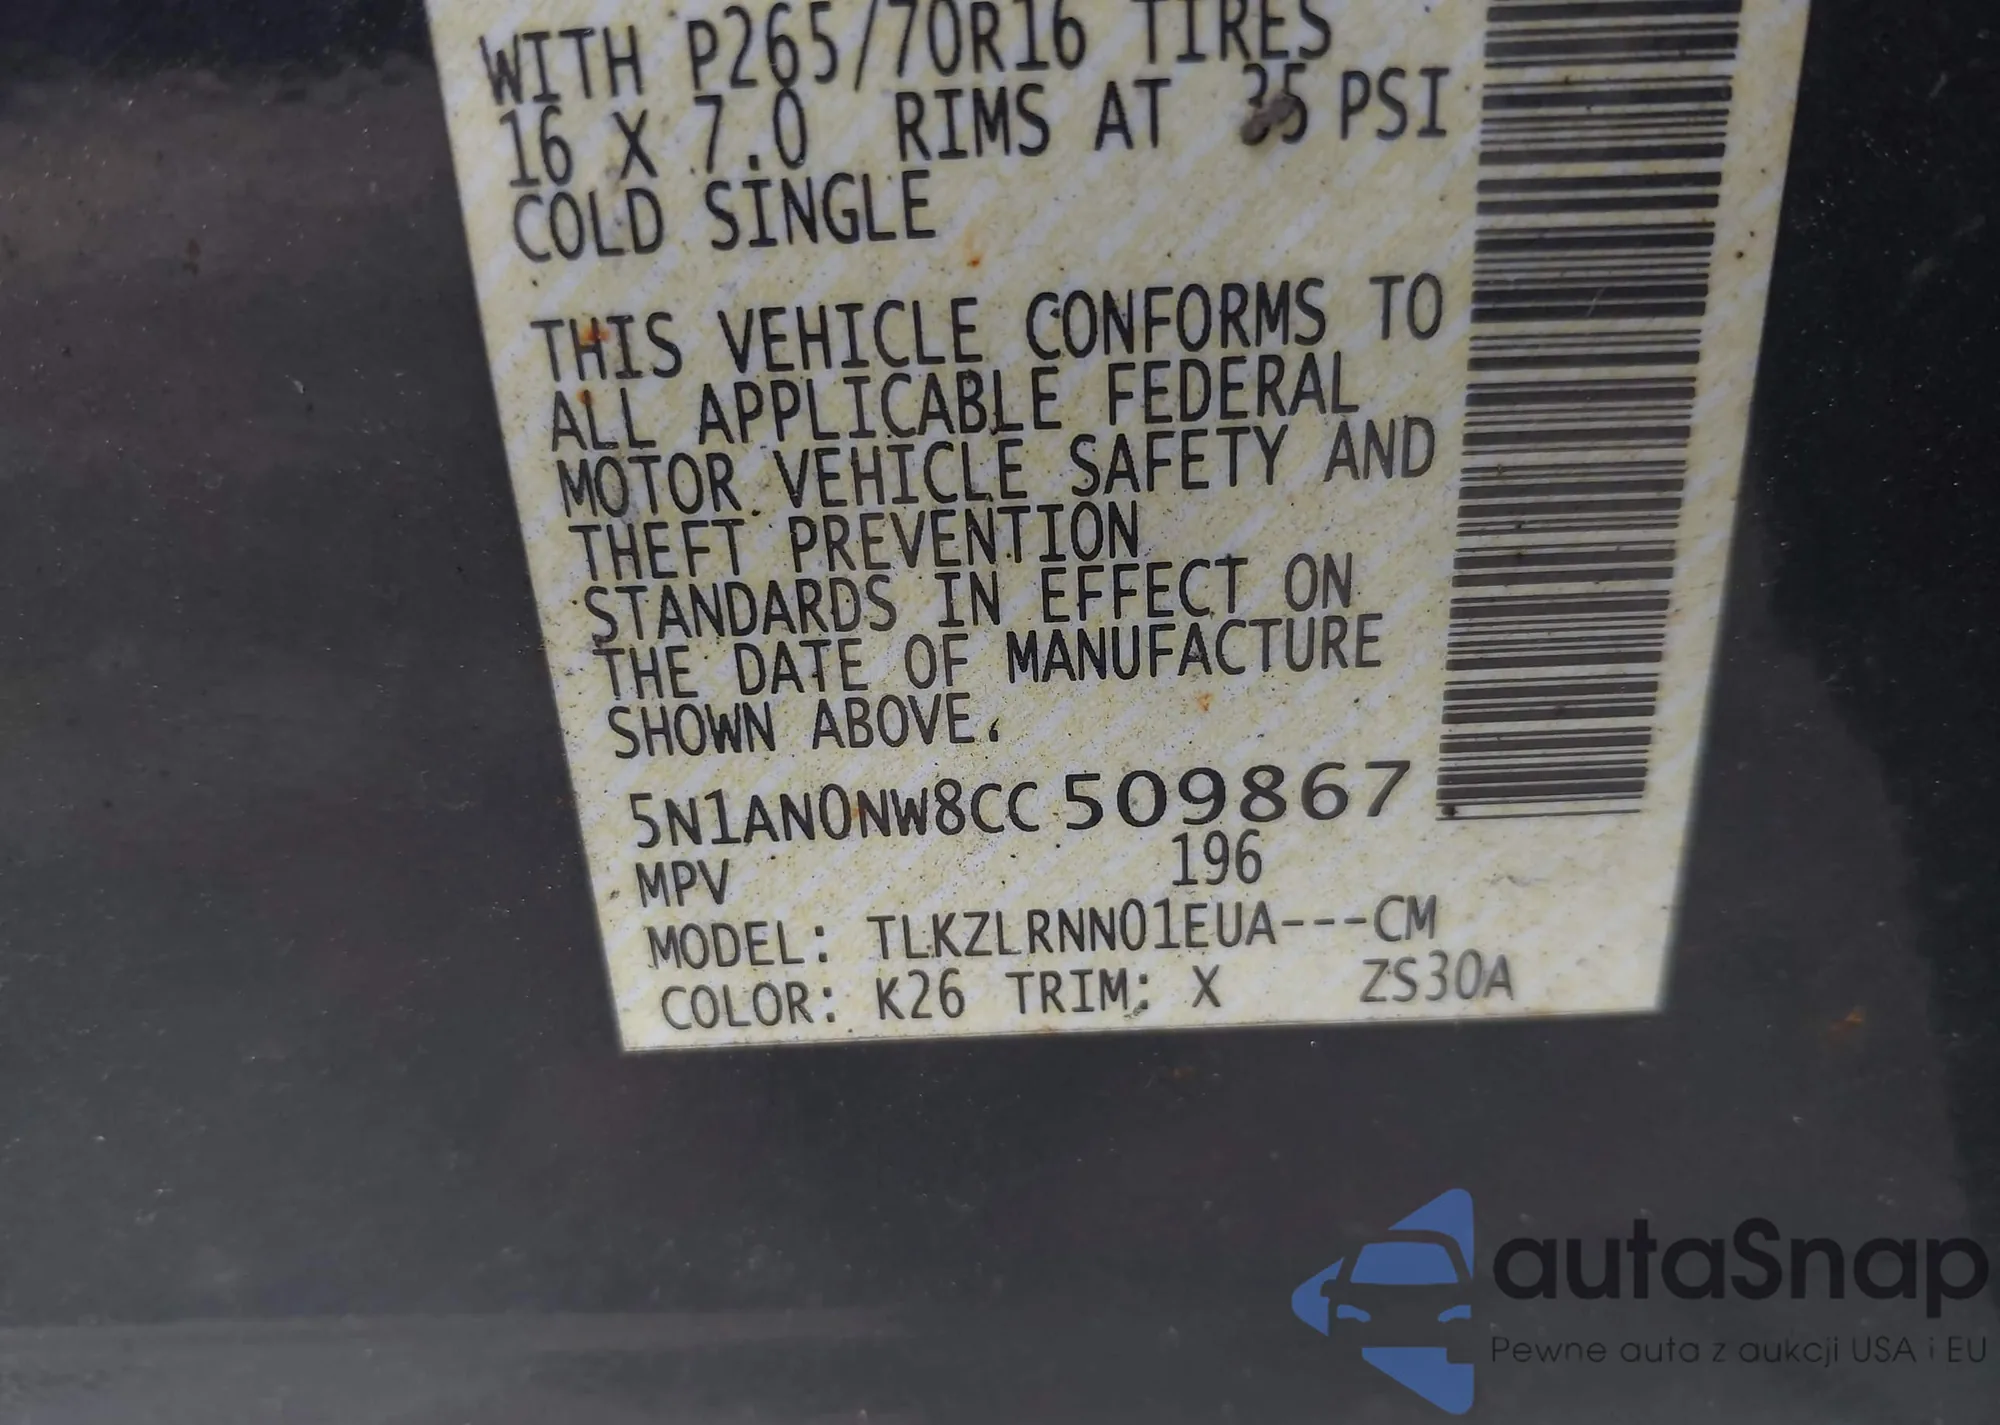 WITH P265/70R16 TIRES
16 X 7.0 RIMS AT 35 PSI
COLD SINGLE
THIS VEHICLE CONFORMS TO
ALL APPLICABLE FEDERAL
MOTOR VEHICLE SAFETY AND
THEFT PREVENTION
STANDARDS IN EFFECT ON
THE DATE OF MANUFACTURE
SHOWN ABOVE.
5N1AN0NW8CC509867
MPV 196
MODEL: TLKZLRNN01EUA---CM
COLOR: K26 TRIM: X ZS30A
autaSnap
Pewne auta z aukcji USA i EU